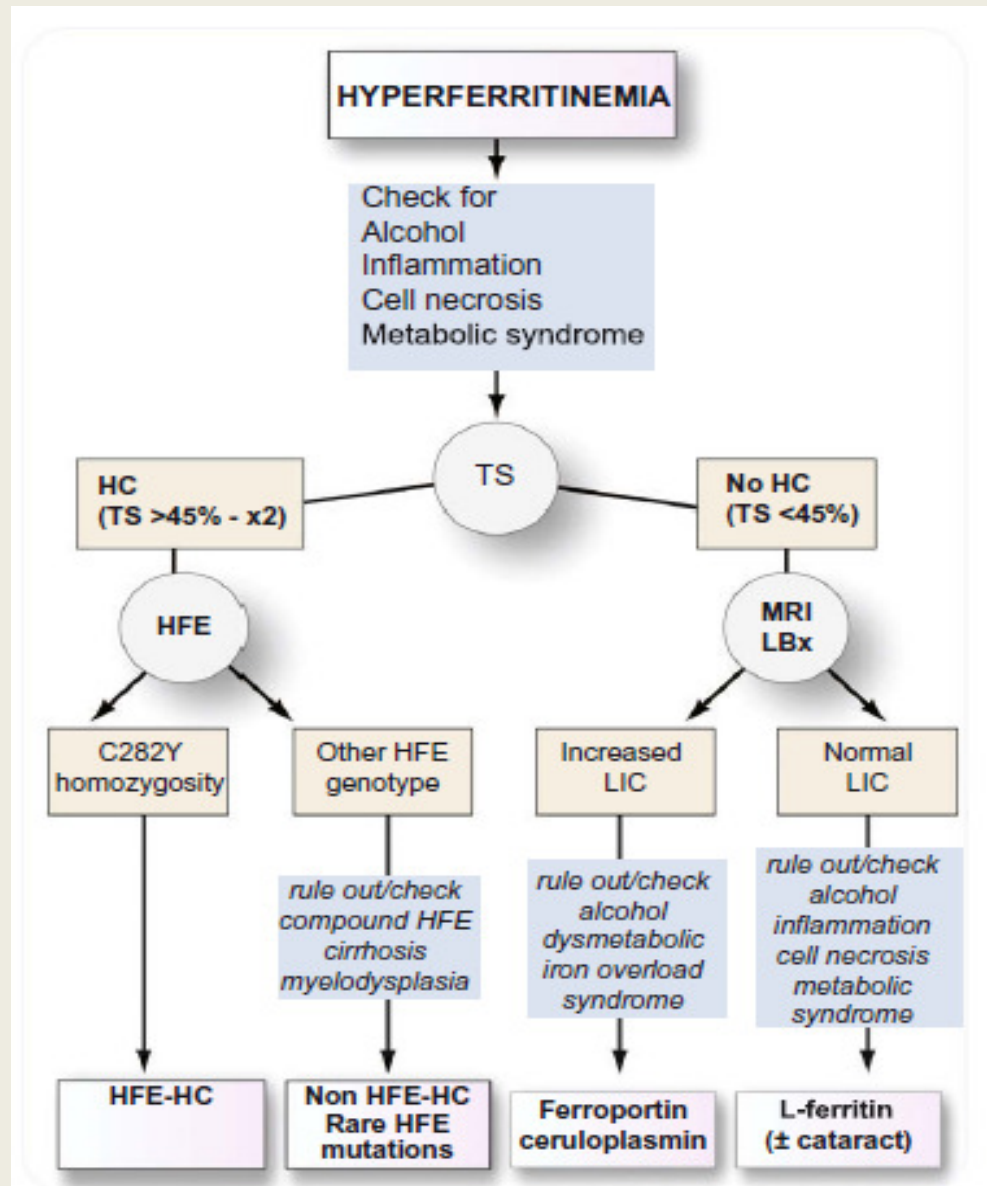 HYPERFERRITINEMIA
Check for
Alcohol
Inflammation
Cell necrosis
Metabolic syndrome
TS
HC
(TS >45% - x2)
No HC
(TS <45%)
HFE
MRI
LBx
C282Y
homozygosity
Other HFE
genotype
Increased
LIC
Normal
LIC
rule out/check
compound HFE
cirrhosis
myelodysplasia
rule out/check
alcohol
dysmetabolic
iron overload
syndrome
rule out/check
alcohol
inflammation
cell necrosis
metabolic
syndrome
HFE-HC
Non HFE-HC
Rare HFE
mutations
Ferroportin
ceruloplasmin
L-ferritin
(± cataract)